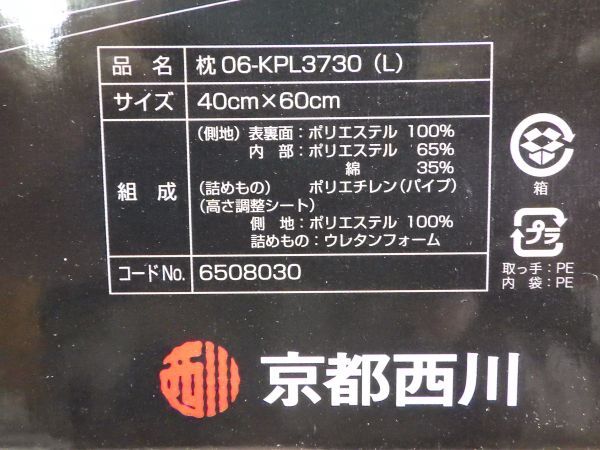 品 名 枕 06-KPL3730 (L)
サイズ 40cm×60cm
組 成
(側地) 表裏面:ポリエステル 100%
内 部:ポリエステル 65%
綿 35%
(詰めもの) ポリエチレン(パイプ)
(高さ調整シート)
側 地:ポリエステル 100%
詰めもの:ウレタンフォーム
コードNo. 6508030
箱
プラ
取っ手:PE
内 袋:PE
西川 京都西川